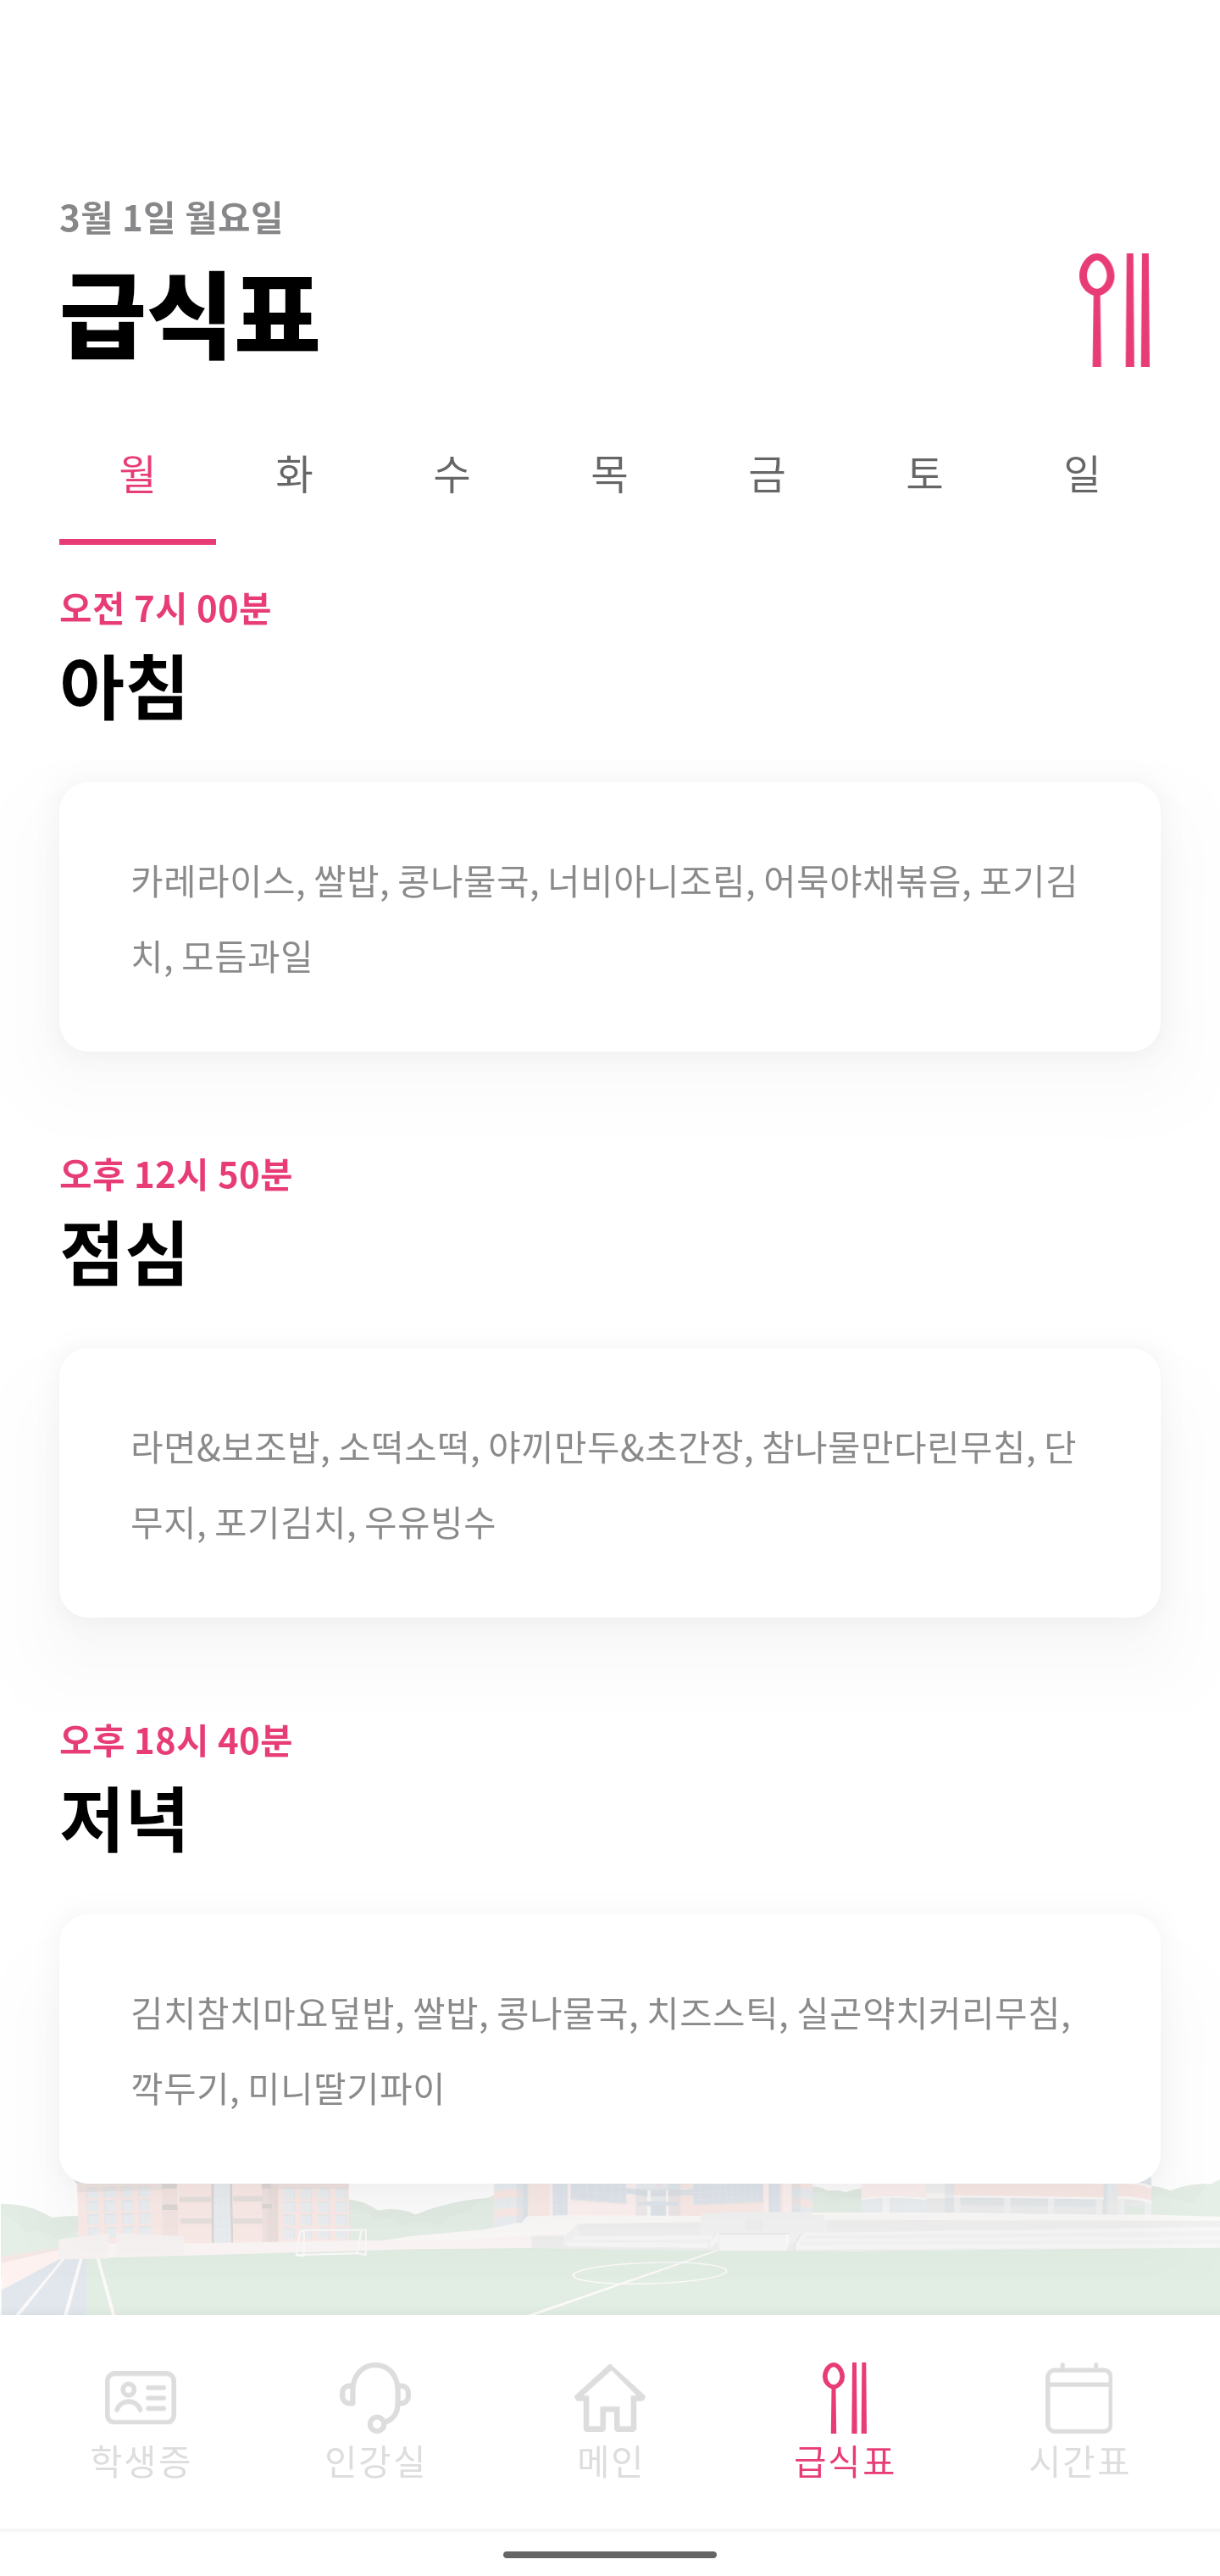 3월 1일 월요일
급식표
월 화 수 목 금 토 일
오전 7시 00분
아침
카레라이스, 쌀밥, 콩나물국, 너비아니조림, 어묵야채볶음, 포기김
치, 모듬과일
오후 12시 50분
점심
라면&보조밥, 소떡소떡, 야끼만두&초간장, 참나물만다린무침, 단
무지, 포기김치, 우유빙수
오후 18시 40분
저녁
김치참치마요덮밥, 쌀밥, 콩나물국, 치즈스틱, 실곤약치커리무침,
깍두기, 미니딸기파이
학생증 인강실 메인 급식표 시간표